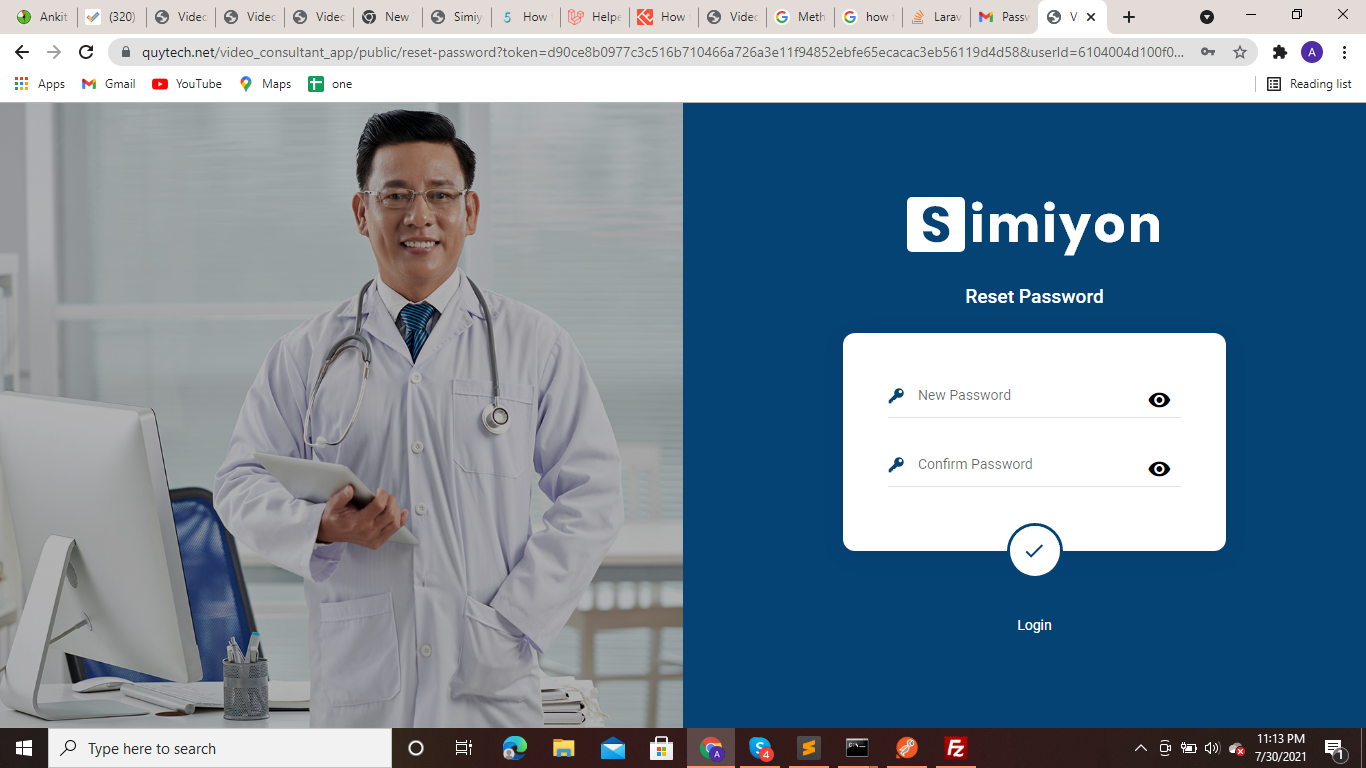 Ankit
(320)
Videc
Videc
Videc
New
Simiy
How
Helpe
How
Videc
Meth
how
Larav
Passw
V
quytech.net/video_consultant_app/public/reset-password?token=d90ce8b0977c3c516b710466a726a3e11f94852ebfe65ecacac3eb56119d4d58&userId=6104004d100f0...
A
Apps
Gmail
YouTube
Maps
one
Reading list
Simiyon
Reset Password
New Password
Confirm Password
Login
Type here to search
4
11:13 PM
7/30/2021
1